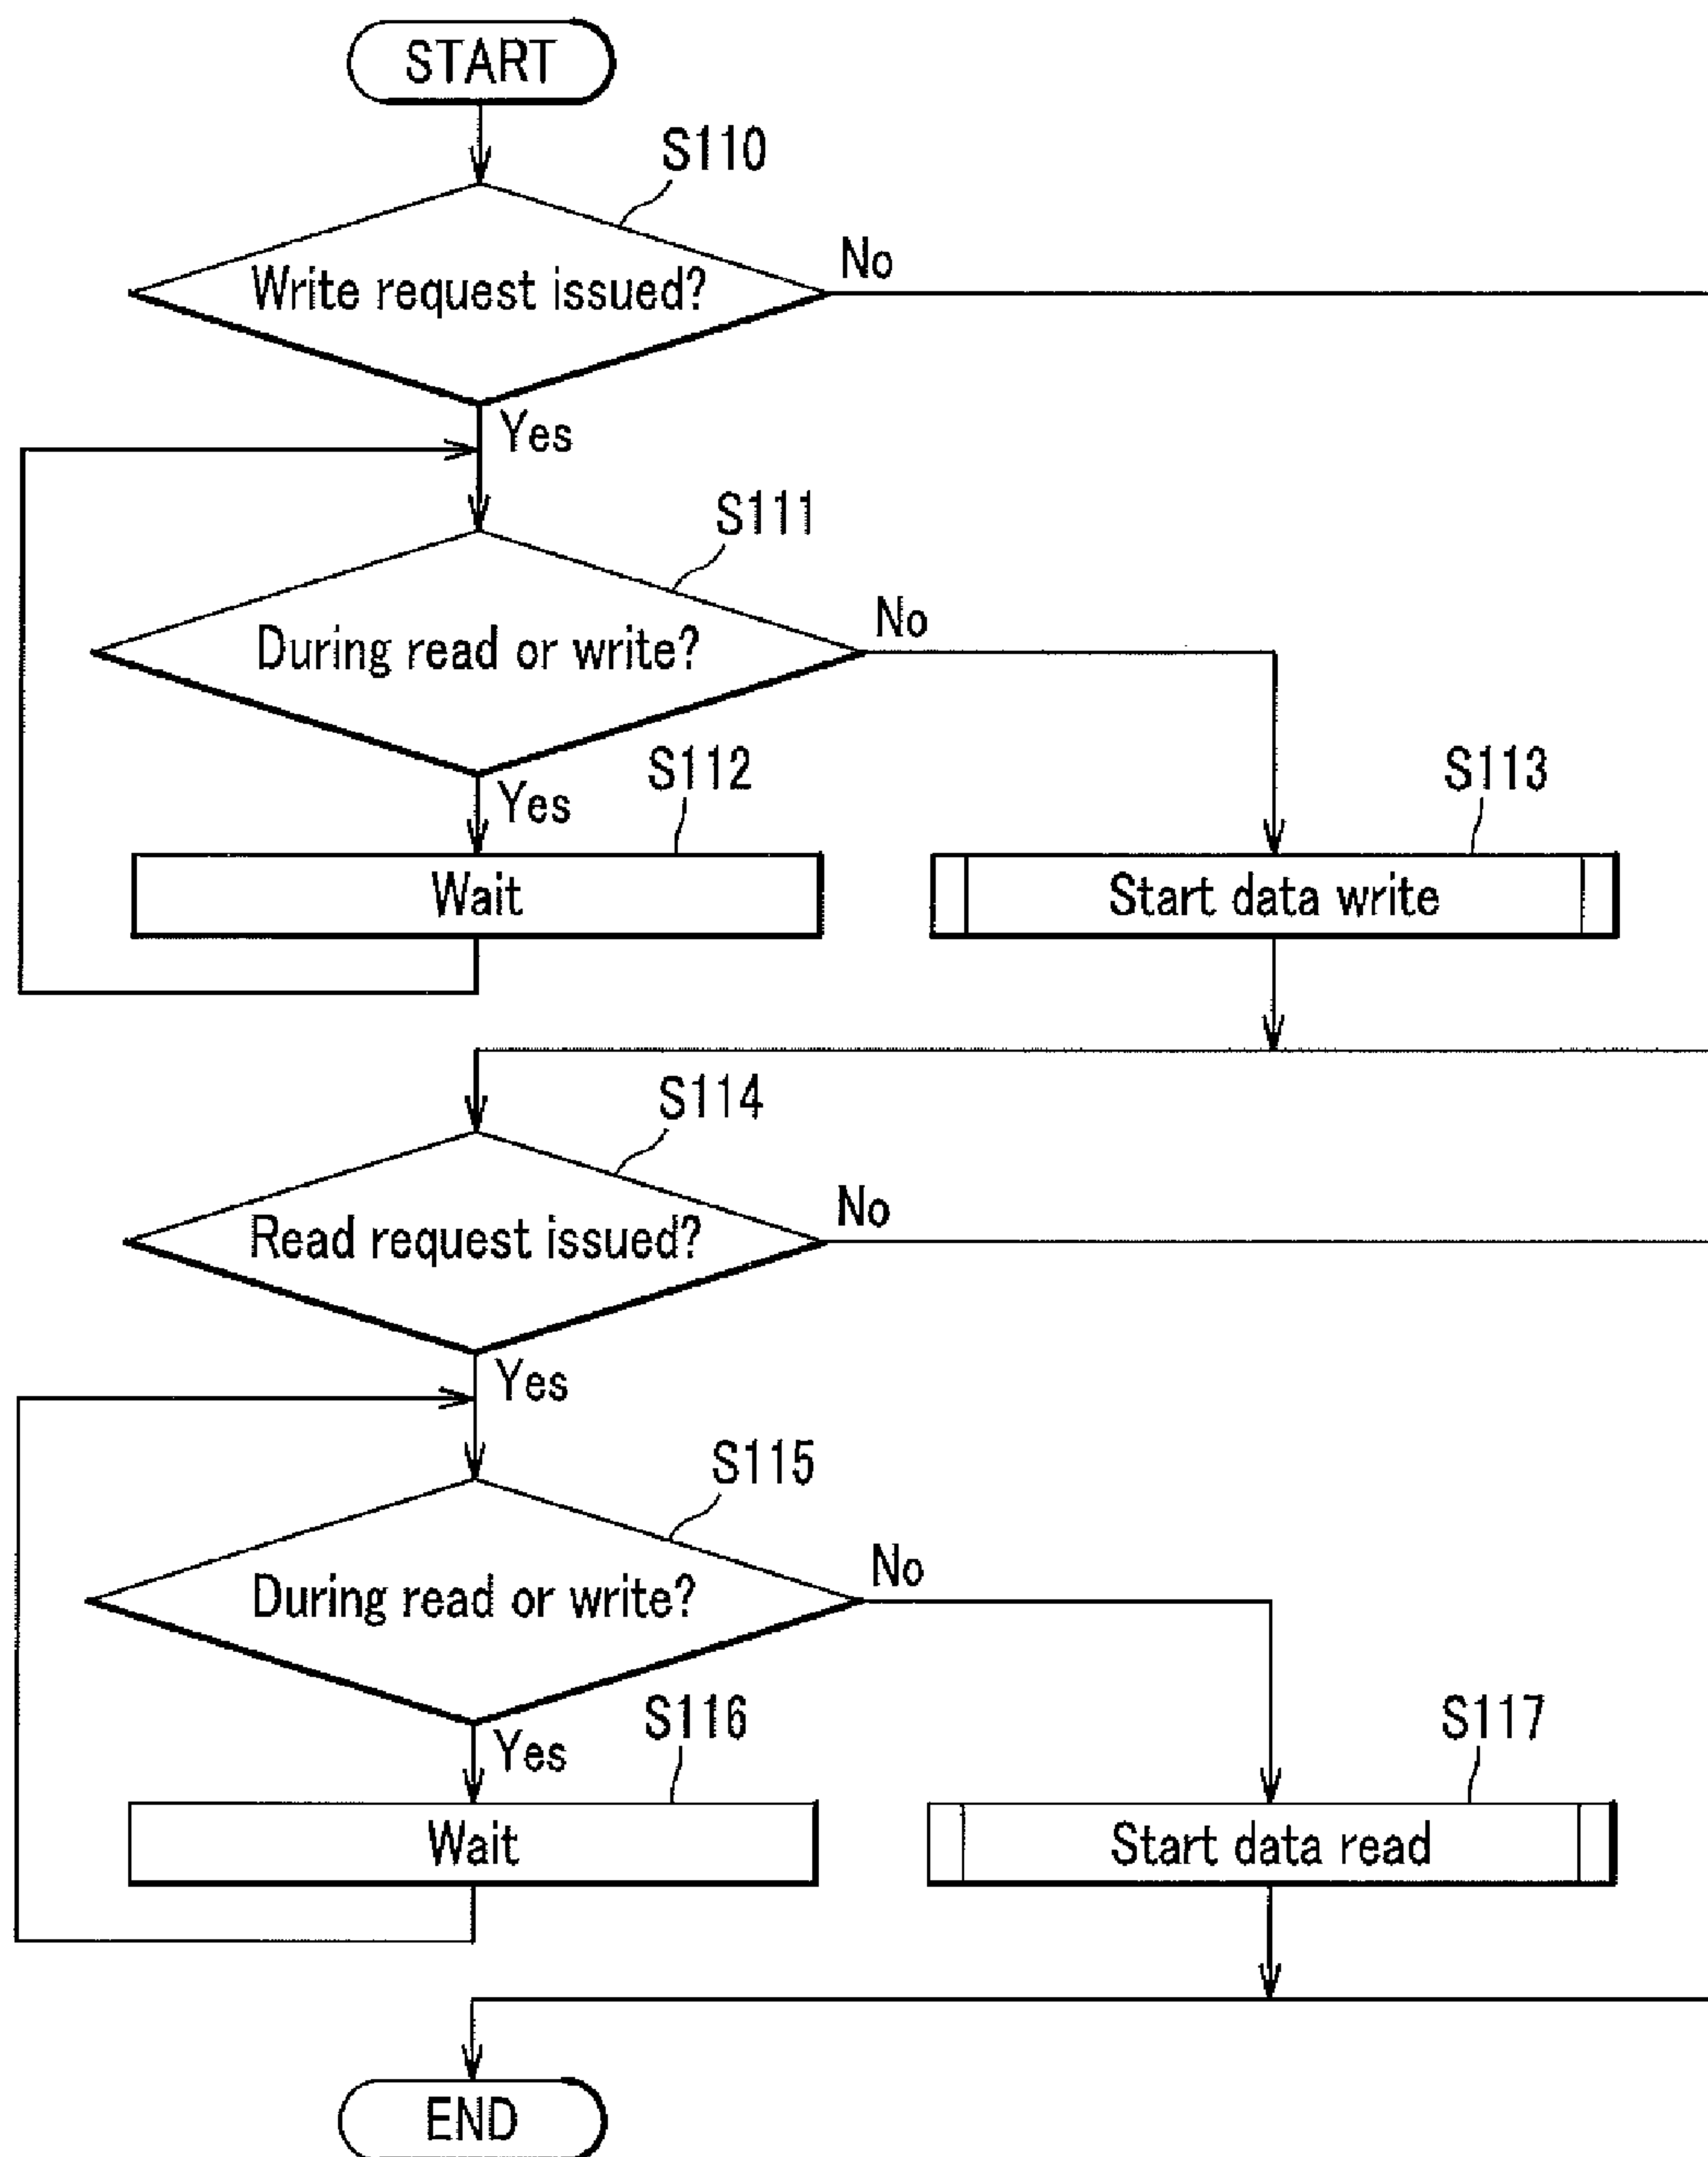 START
S110
Write request issued?
No
Yes
S111
During read or write?
No
Yes
S112
Wait
S113
Start data write
S114
Read request issued?
No
Yes
S115
During read or write?
No
Yes
S116
Wait
S117
Start data read
END